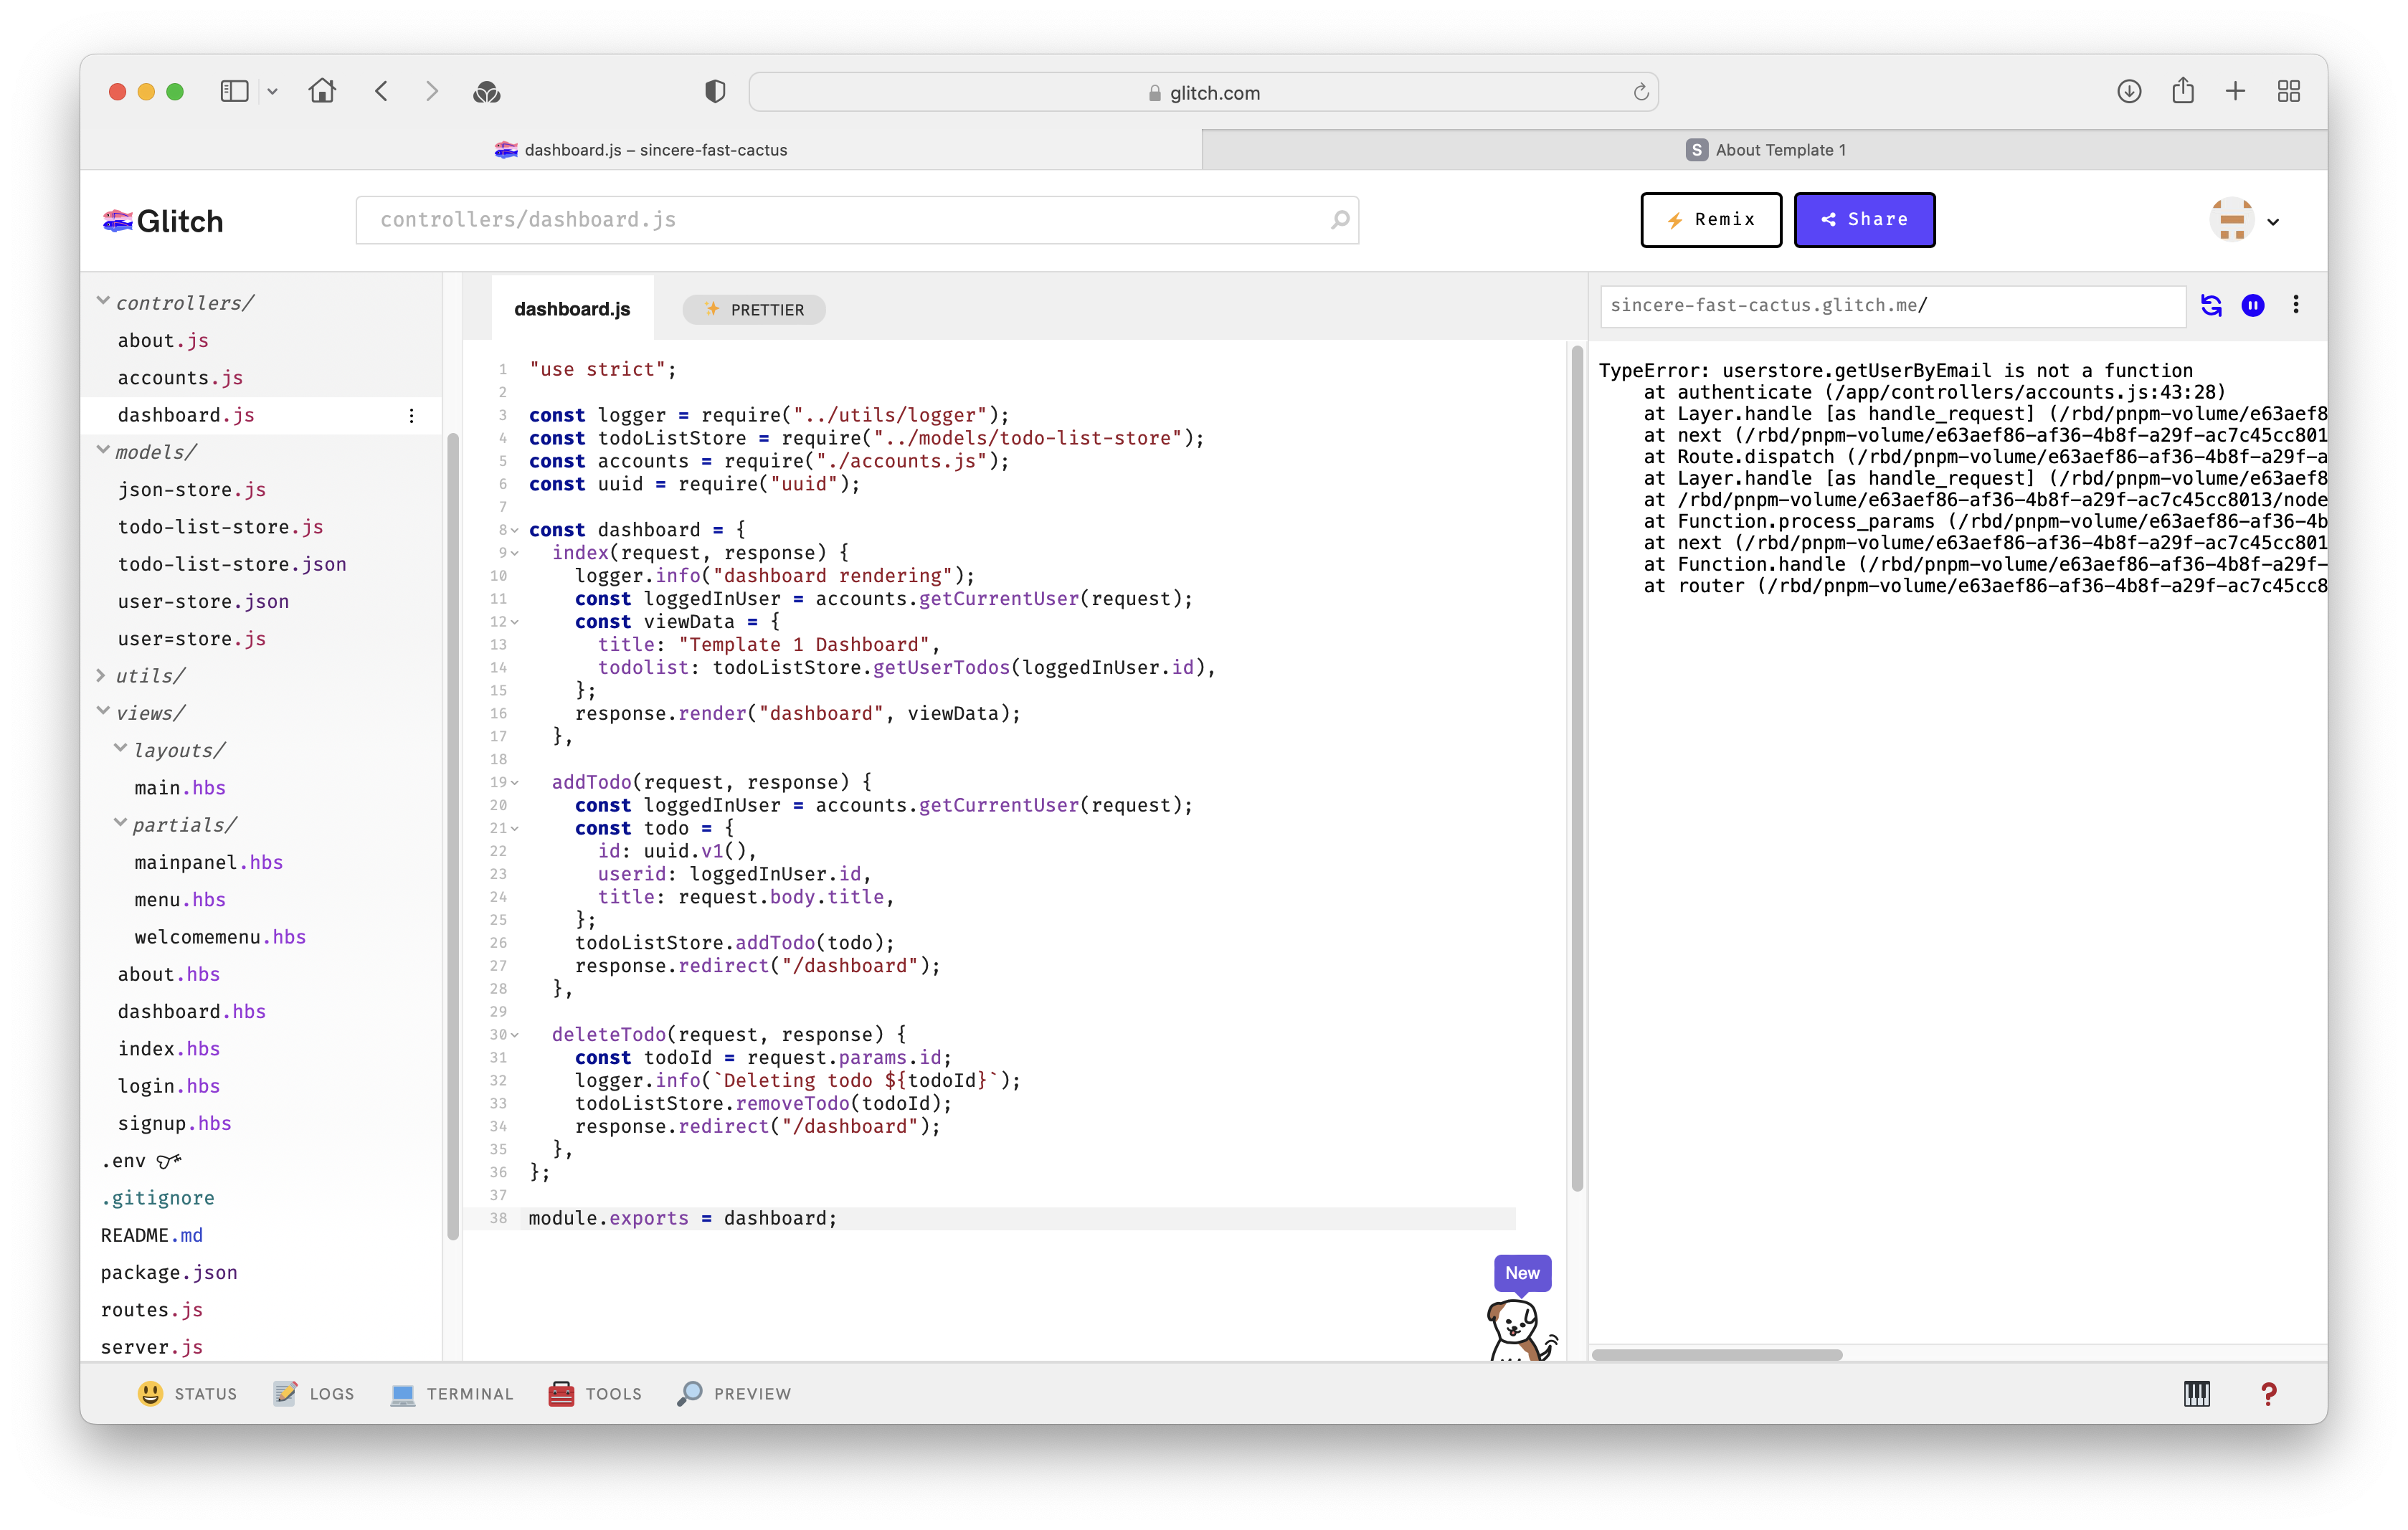 glitch.com
dashboard.js – sincere-fast-cactus
S About Template 1
Glitch
controllers/dashboard.js
Remix
Share
controllers/
about.js
accounts.js
dashboard.js
models/
json-store.js
todo-list-store.js
todo-list-store.json
user-store.json
user=store.js
utils/
views/
layouts/
main.hbs
partials/
mainpanel.hbs
menu.hbs
welcomemenu.hbs
about.hbs
dashboard.hbs
index.hbs
login.hbs
signup.hbs
.env
.gitignore
README.md
package.json
routes.js
server.js
dashboard.js
PRETTIER
1 "use strict";
2
3 const logger = require("../utils/logger");
4 const todoListStore = require("../models/todo-list-store");
5 const accounts = require("./accounts.js");
6 const uuid = require("uuid");
7
8 const dashboard = {
9 index(request, response) {
10 logger.info("dashboard rendering");
11 const loggedInUser = accounts.getCurrentUser(request);
12 const viewData = {
13 title: "Template 1 Dashboard",
14 todolist: todoListStore.getUserTodos(loggedInUser.id),
15 };
16 response.render("dashboard", viewData);
17 },
18
19 addTodo(request, response) {
20 const loggedInUser = accounts.getCurrentUser(request);
21 const todo = {
22 id: uuid.v1(),
23 userid: loggedInUser.id,
24 title: request.body.title,
25 };
26 todoListStore.addTodo(todo);
27 response.redirect("/dashboard");
28 },
29
30 deleteTodo(request, response) {
31 const todoId = request.params.id;
32 logger.info(`Deleting todo ${todoId}`);
33 todoListStore.removeTodo(todoId);
34 response.redirect("/dashboard");
35 },
36 };
37
38 module.exports = dashboard;
New
sincere-fast-cactus.glitch.me/
TypeError: userstore.getUserByEmail is not a function
at authenticate (/app/controllers/accounts.js:43:28)
at Layer.handle [as handle_request] (/rbd/pnpm-volume/e63aef8
at next (/rbd/pnpm-volume/e63aef86-af36-4b8f-a29f-ac7c45cc801
at Route.dispatch (/rbd/pnpm-volume/e63aef86-af36-4b8f-a29f-a
at Layer.handle [as handle_request] (/rbd/pnpm-volume/e63aef8
at /rbd/pnpm-volume/e63aef86-af36-4b8f-a29f-ac7c45cc8013/node
at Function.process_params (/rbd/pnpm-volume/e63aef86-af36-4b
at next (/rbd/pnpm-volume/e63aef86-af36-4b8f-a29f-ac7c45cc801
at Function.handle (/rbd/pnpm-volume/e63aef86-af36-4b8f-a29f-
at router (/rbd/pnpm-volume/e63aef86-af36-4b8f-a29f-ac7c45cc8
STATUS
LOGS
TERMINAL
TOOLS
PREVIEW
?